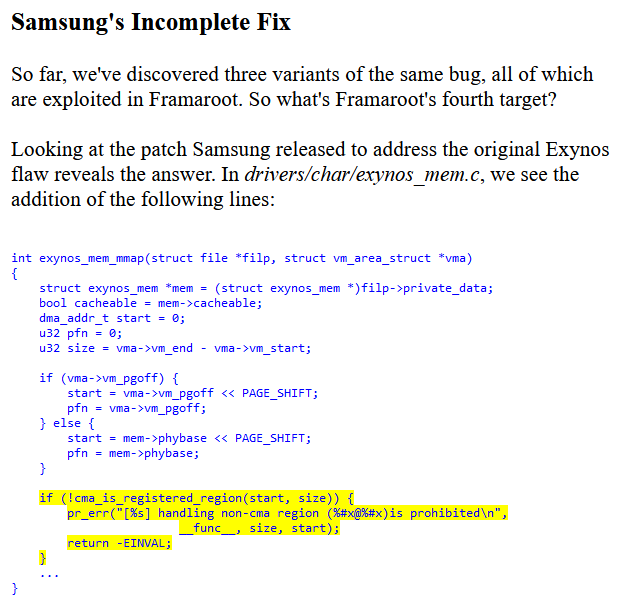 Samsung's Incomplete Fix
So far, we've discovered three variants of the same bug, all of which
are exploited in Framaroot. So what's Framaroot's fourth target?
Looking at the patch Samsung released to address the original Exynos
flaw reveals the answer. In drivers/char/exynos_mem.c, we see the
addition of the following lines:
int exynos_mem_mmap(struct file *filp, struct vm_area_struct *vma)
{
    struct exynos_mem *mem = (struct exynos_mem *)filp->private_data;
    bool cacheable = mem->cacheable;
    dma_addr_t start = 0;
    u32 pfn = 0;
    u32 size = vma->vm_end - vma->vm_start;
    if (vma->vm_pgoff) {
        start = vma->vm_pgoff << PAGE_SHIFT;
        pfn = vma->vm_pgoff;
    } else {
        start = mem->phybase << PAGE_SHIFT;
        pfn = mem->phybase;
    }
    if (!cma_is_registered_region(start, size)) {
        pr_err("[%s] handling non-cma region (%#x@%#x)is prohibited\n",
                        __func__, size, start);
        return -EINVAL;
    }
    ...
}